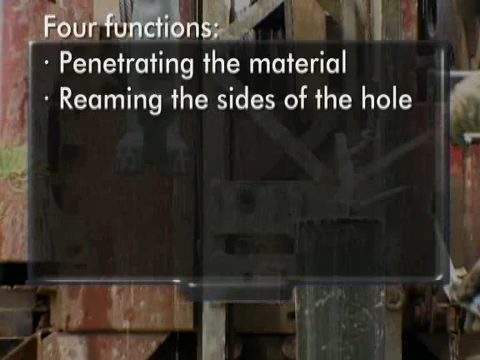 Four functions:
· Penetrating the material
· Reaming the sides of the hole